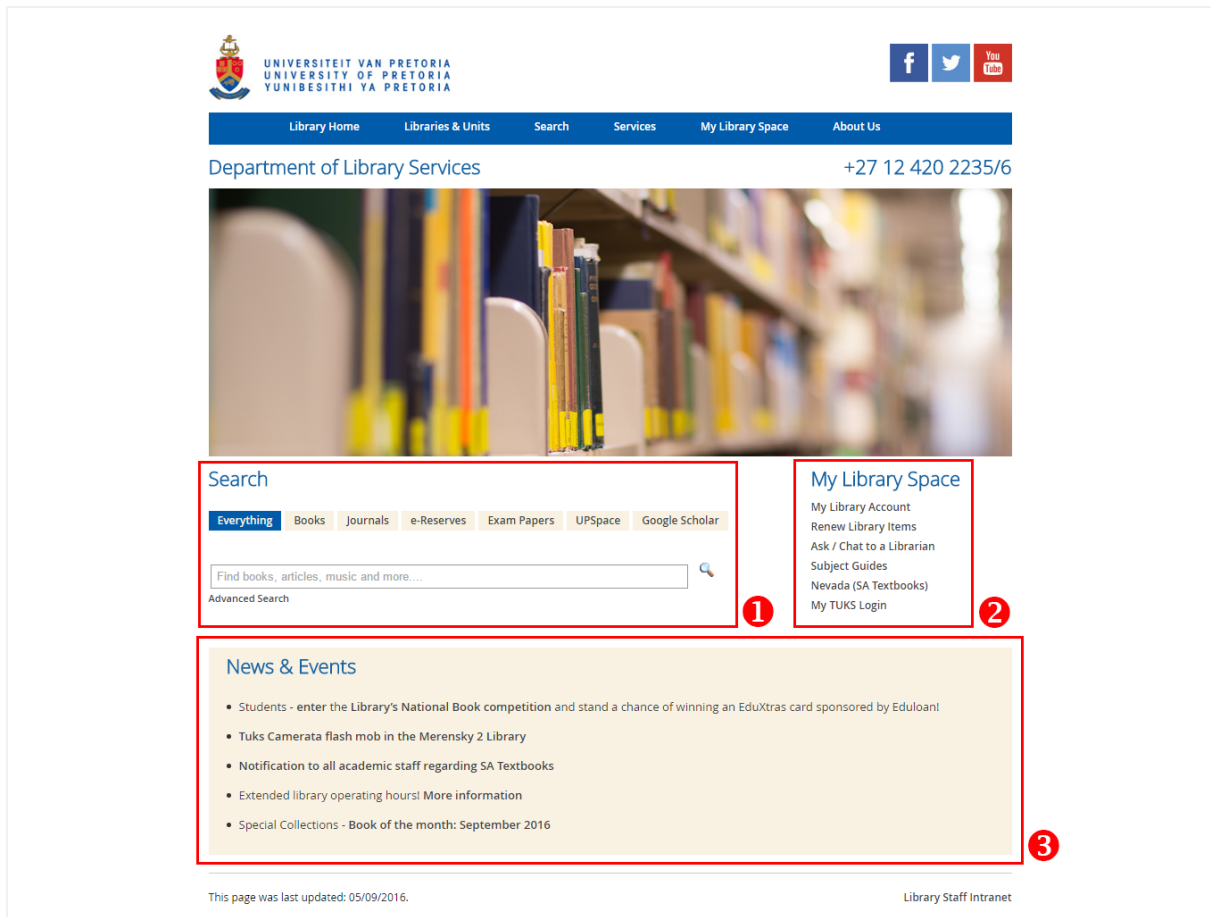 UNIVERSITEIT VAN PRETORIA
UNIVERSITY OF PRETORIA
YUNIBESITHI YA PRETORIA
f
You
Tube
Library Home Libraries & Units Search Services My Library Space About Us
Department of Library Services +27 12 420 2235/6
Search
Everything Books Journals e-Reserves Exam Papers UPSpace Google Scholar
Find books, articles, music and more....
Advanced Search
1
My Library Space
My Library Account
Renew Library Items
Ask / Chat to a Librarian
Subject Guides
Nevada (SA Textbooks)
My TUKS Login
2
News & Events
• Students - enter the Library's National Book competition and stand a chance of winning an EduXtras card sponsored by Eduloan!
• Tuks Camerata flash mob in the Merensky 2 Library
• Notification to all academic staff regarding SA Textbooks
• Extended library operating hours! More information
• Special Collections - Book of the month: September 2016
3
This page was last updated: 05/09/2016. Library Staff Intranet